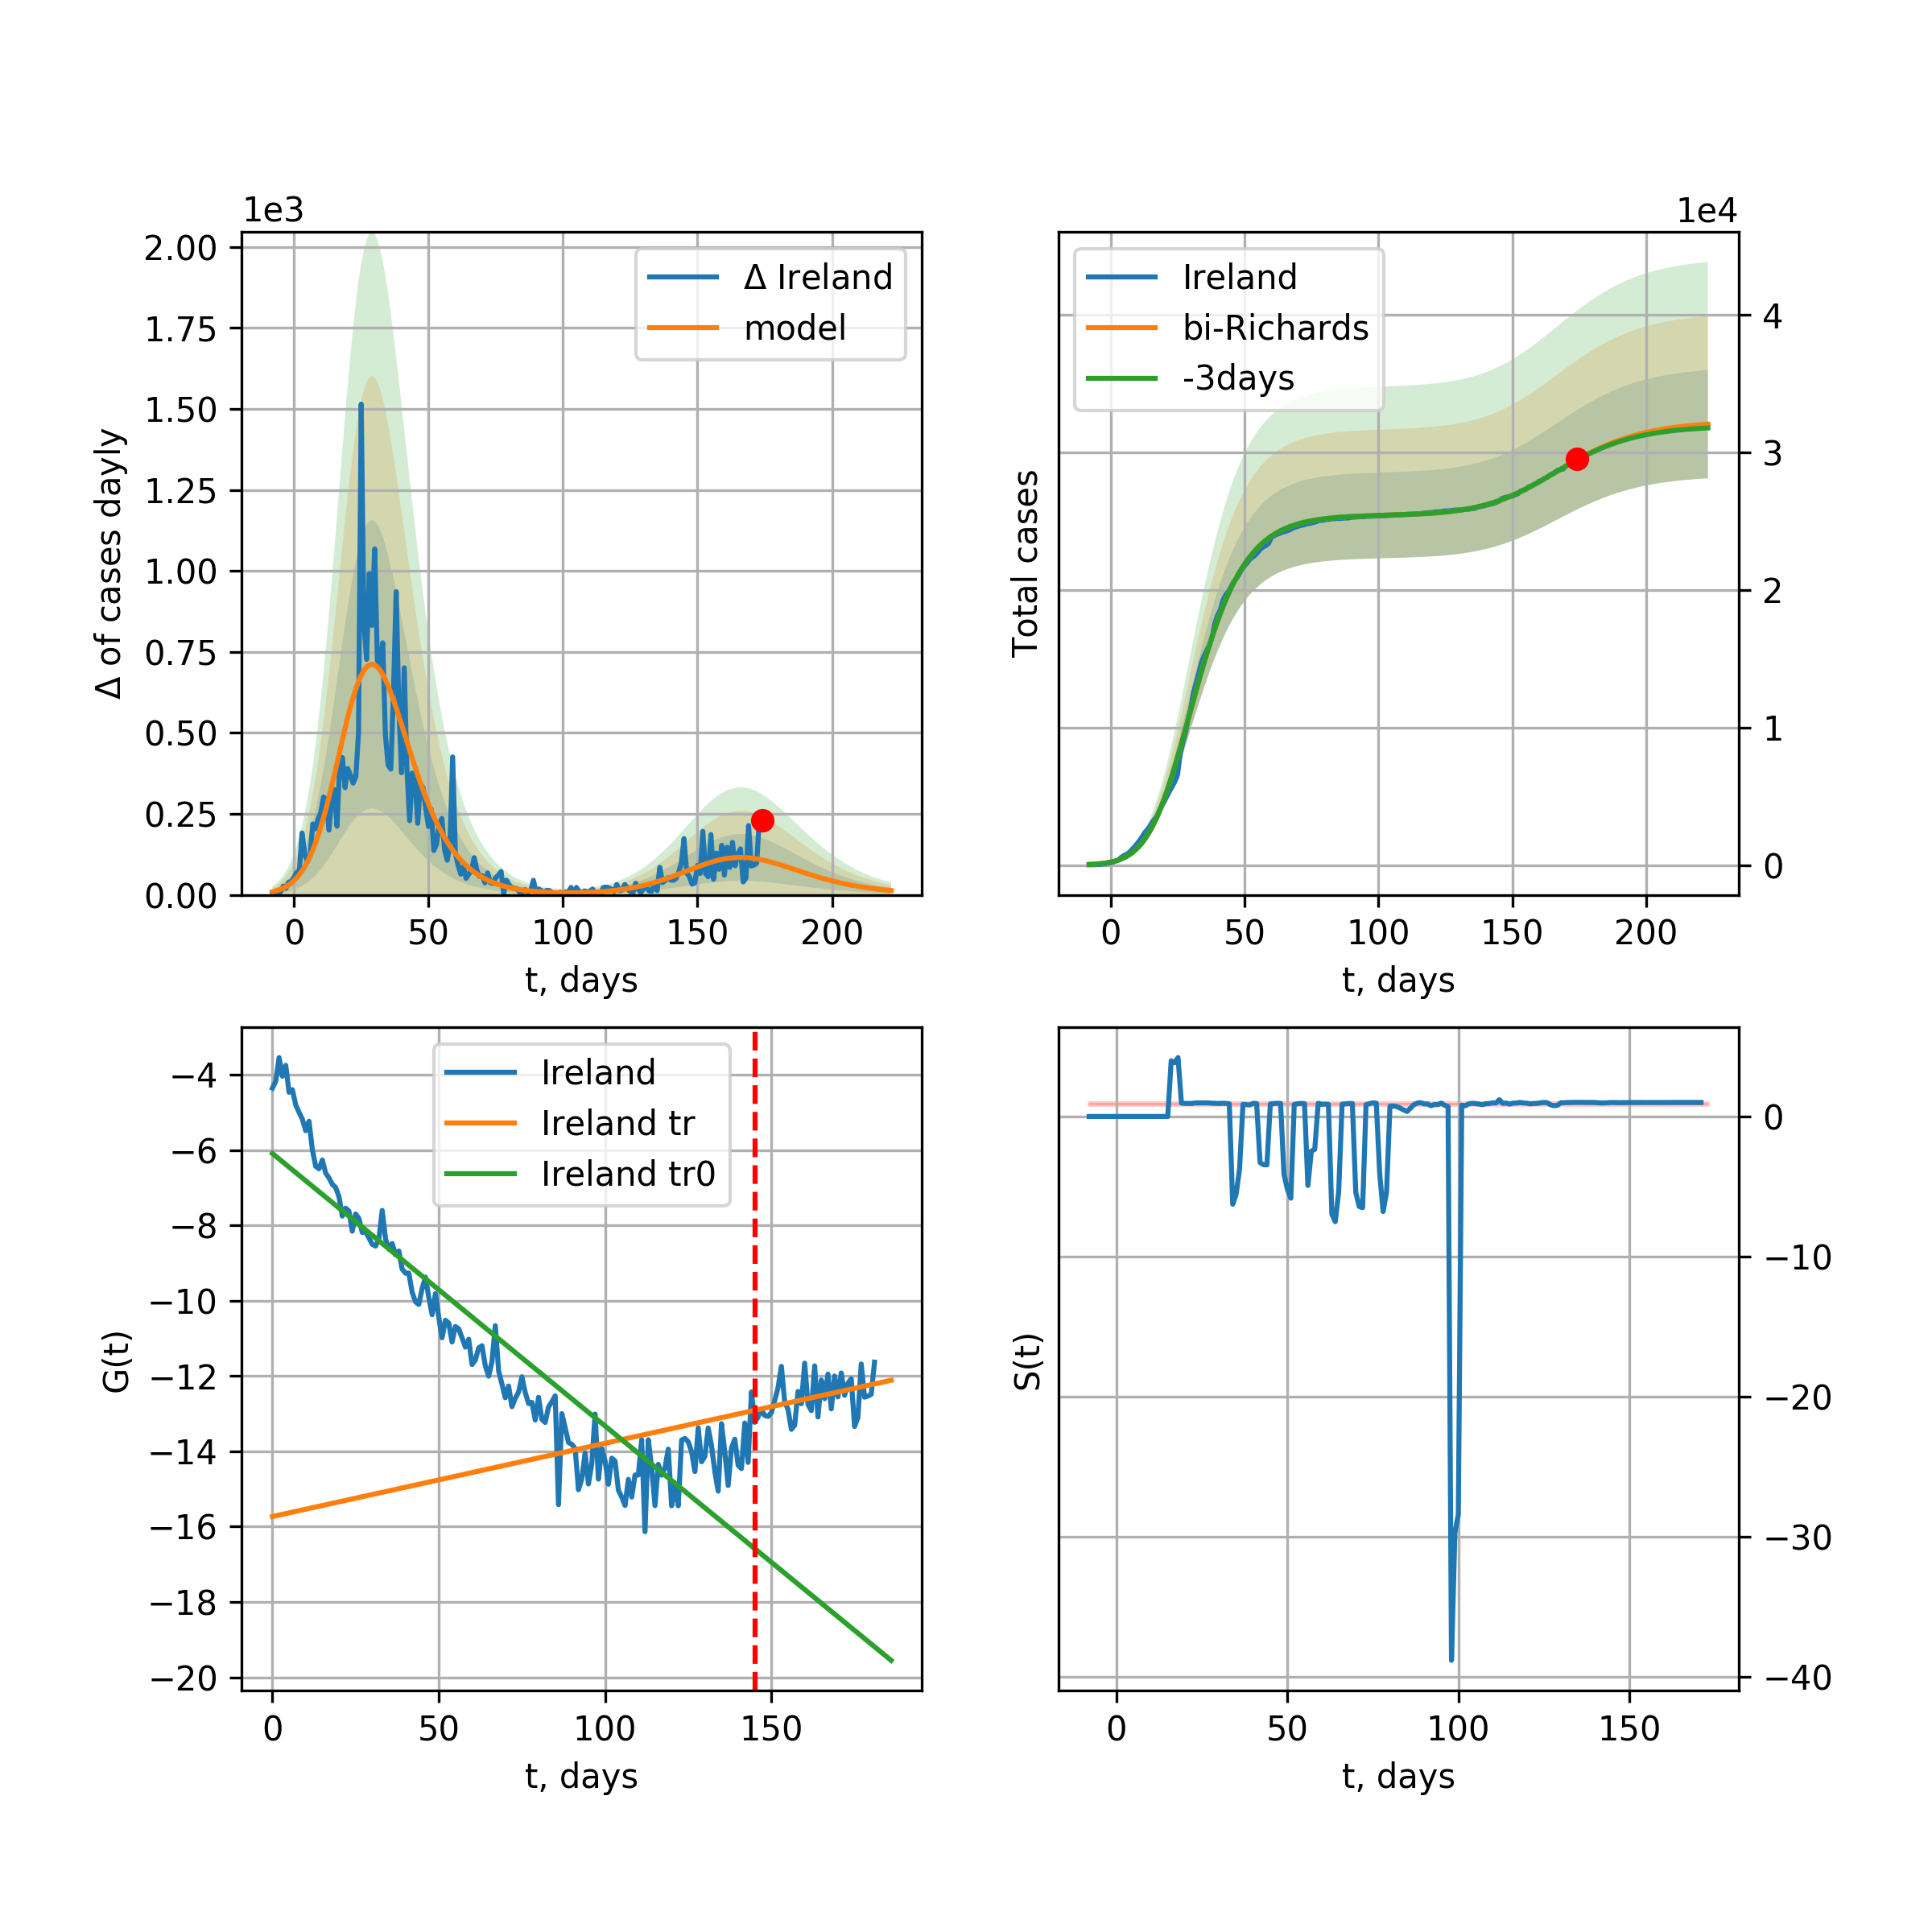 1e3
2.00
1.75
1.50
1.25
1.00
0.75
0.50
0.25
0.00
Δ of cases dayly
Δ Ireland
model
0 50 100 150 200
t, days
1e4
Ireland
bi-Richards
-3days
Total cases
4
3
2
1
0
0 50 100 150 200
t, days
−4
−6
−8
−10
−12
−14
−16
−18
−20
G(t)
Ireland
Ireland tr
Ireland tr0
0 50 100 150
t, days
S(t)
0
−10
−20
−30
−40
0 50 100 150
t, days